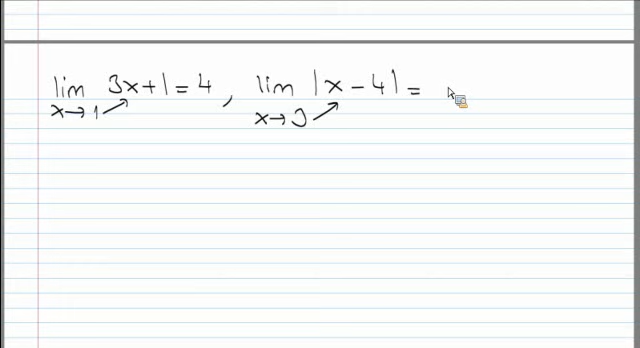 lim 3x+1=4, lim |x-4|=
x→1 x→3